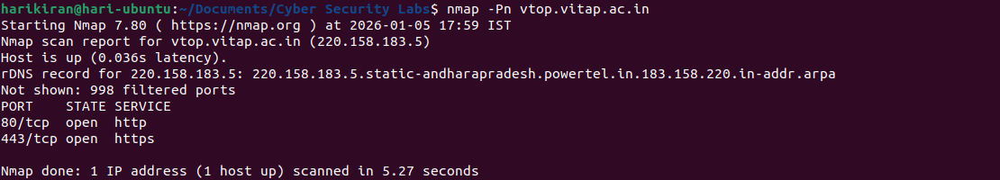 harikiran@hari-ubuntu:~/Documents/Cyber Security Labs$ nmap -Pn vtop.vitap.ac.in
Starting Nmap 7.80 ( https://nmap.org ) at 2026-01-05 17:59 IST
Nmap scan report for vtop.vitap.ac.in (220.158.183.5)
Host is up (0.036s latency).
rDNS record for 220.158.183.5: 220.158.183.5.static-andharapradesh.powertel.in.183.158.220.in-addr.arpa
Not shown: 998 filtered ports
PORT    STATE SERVICE
80/tcp  open  http
443/tcp open  https
Nmap done: 1 IP address (1 host up) scanned in 5.27 seconds